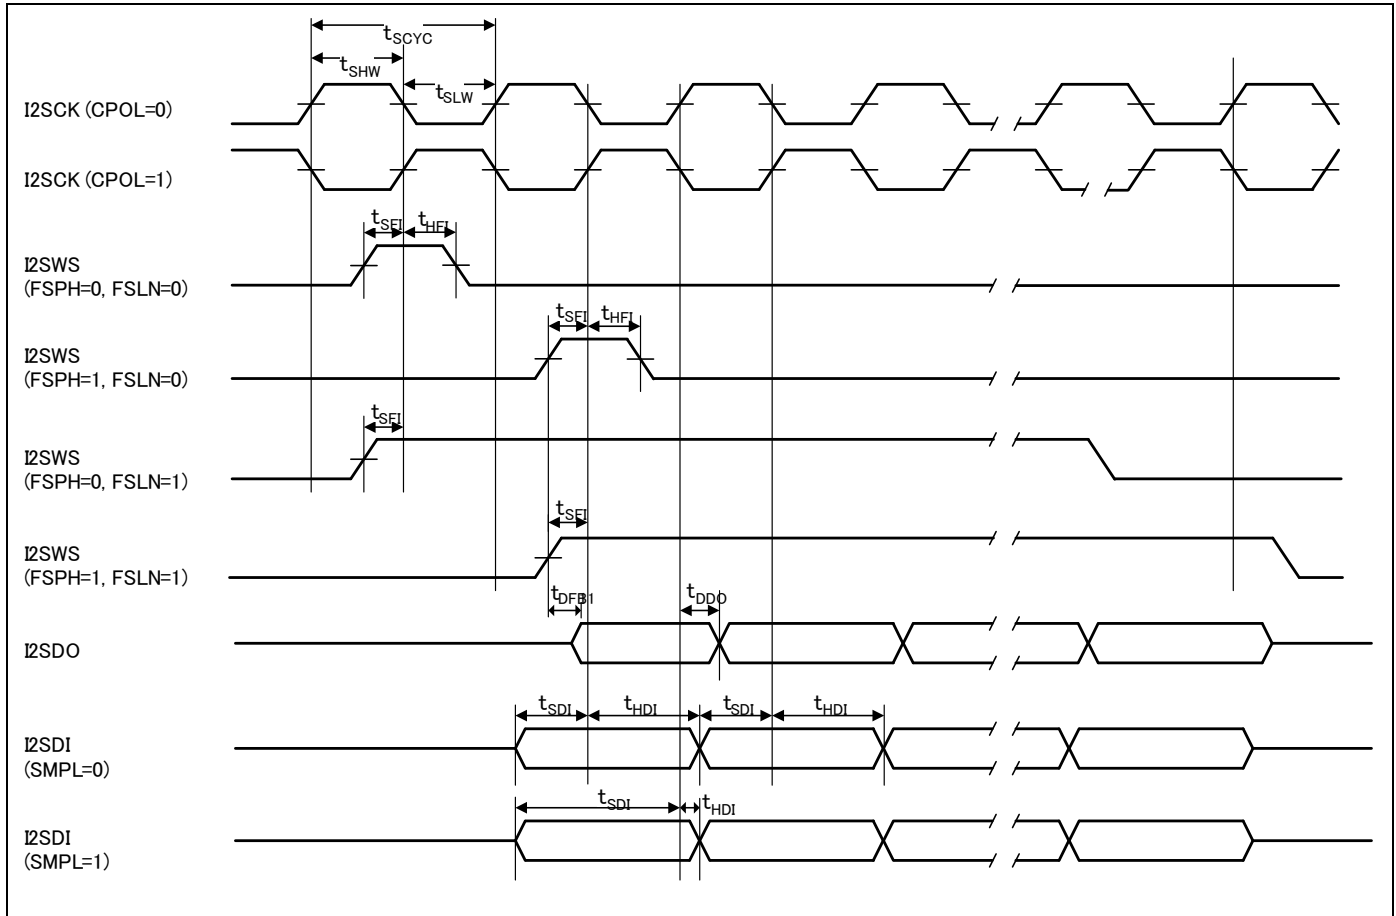 tSCYC
tSHW
tSLW
I2SCK (CPOL=0)
I2SCK (CPOL=1)
tSFI tHFI
I2SWS
(FSPH=0, FSLN=0)
tSFI tHFI
I2SWS
(FSPH=1, FSLN=0)
tSFI
I2SWS
(FSPH=0, FSLN=1)
tSFI
I2SWS
(FSPH=1, FSLN=1)
tDFB1 tDDO
I2SDO
tSDI tHDI tSDI tHDI
I2SDI
(SMPL=0)
tSDI tHDI
I2SDI
(SMPL=1)